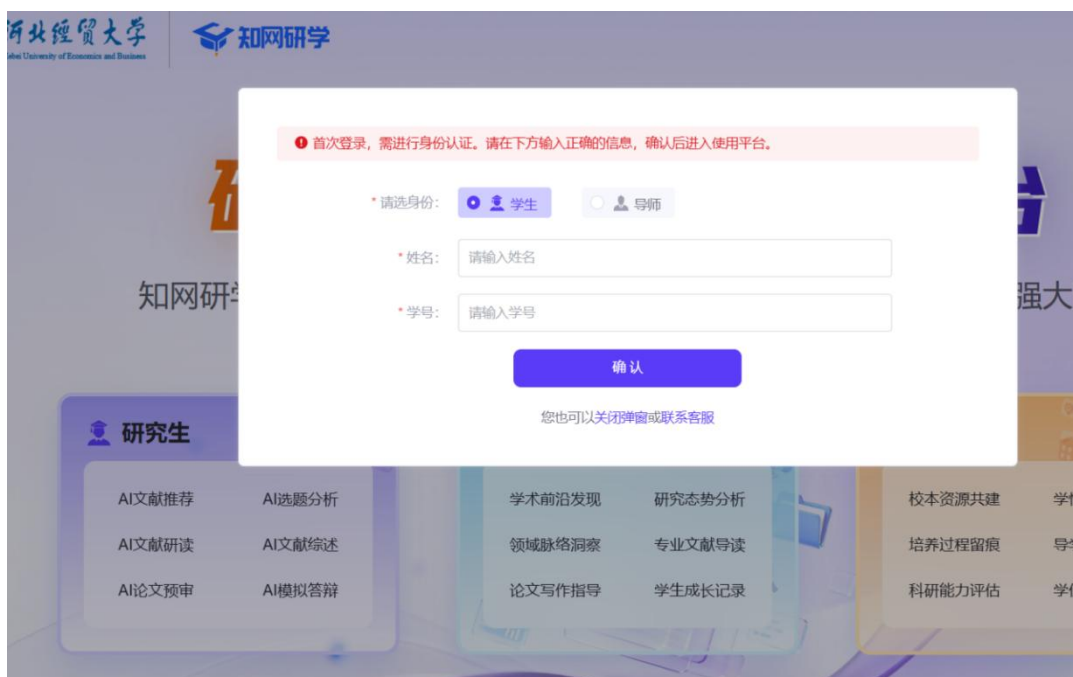 河北经贸大学
知网研学
Hebei University of Economics and Business
首次登录，需进行身份认证。请在下方输入正确的信息，确认后进入使用平台。
*请选身份： 学生 导师
*姓名： 请输入姓名
知网研 强大
*学号： 请输入学号
确认
您也可以关闭弹窗或联系客服
研究生
AI文献推荐 AI选题分析 学术前沿发现 研究态势分析 校本资源共建
AI文献研读 AI文献综述 领域脉络洞察 专业文献导读 培养过程留痕
AI论文预审 AI模拟答辩 论文写作指导 学生成长记录 科研能力评估